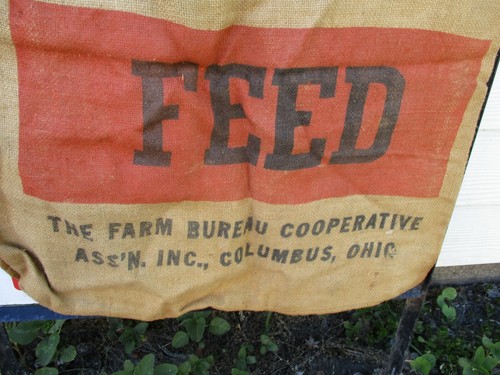 FEED
THE FARM BUREAU COOPERATIVE
ASS'N. INC., COLUMBUS, OHIO